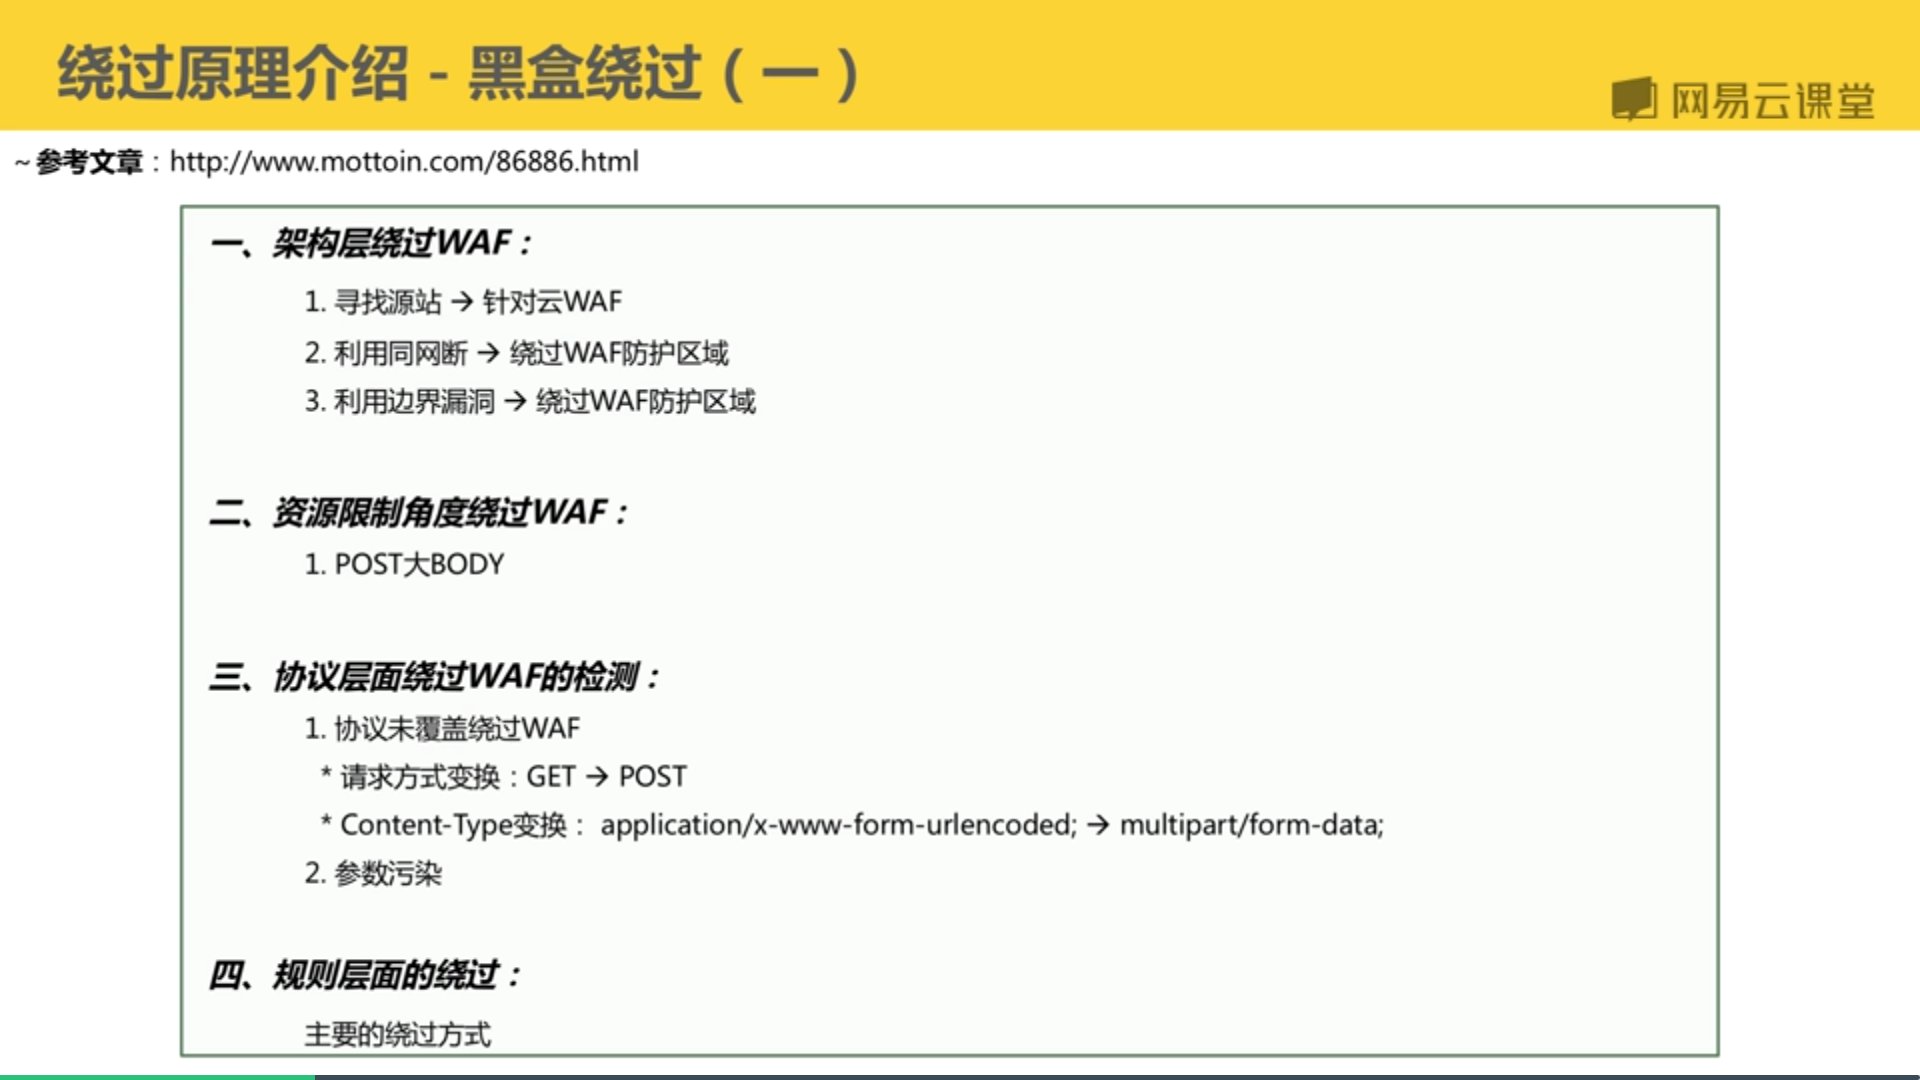 绕过原理介绍 - 黑盒绕过（一）
网易云课堂
~参考文章：http://www.mottoin.com/86886.html
一、架构层绕过WAF：
1. 寻找源站 → 针对云WAF
2. 利用同网断 → 绕过WAF防护区域
3. 利用边界漏洞 → 绕过WAF防护区域
二、资源限制角度绕过WAF：
1. POST大BODY
三、协议层面绕过WAF的检测：
1. 协议未覆盖绕过WAF
* 请求方式变换：GET → POST
* Content-Type变换： application/x-www-form-urlencoded; → multipart/form-data;
2. 参数污染
四、规则层面的绕过：
主要的绕过方式